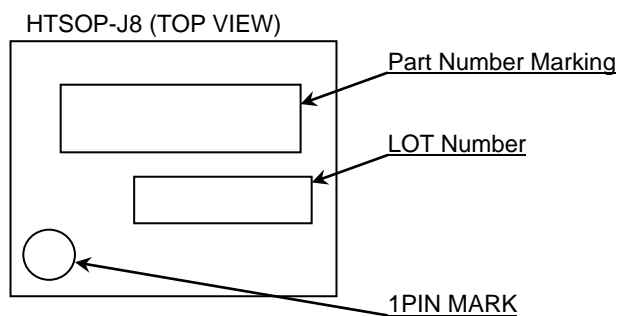 HTSOP-J8 (TOP VIEW)
Part Number Marking
LOT Number
1PIN MARK